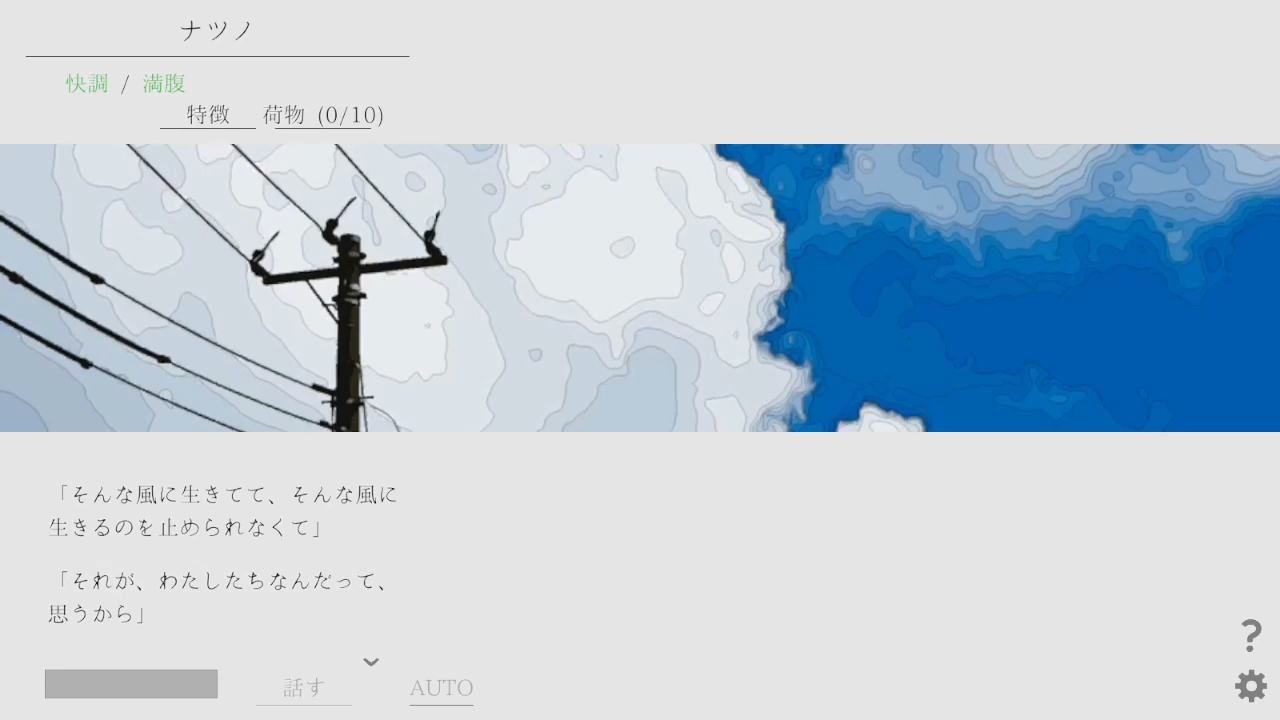 ナツノ
快調 / 満腹
特徴 荷物 (0/10)
「そんな風に生きてて、そんな風に
生きるのを止められなくて」
「それが、わたしたちなんだって、
思うから」
話す AUTO
?